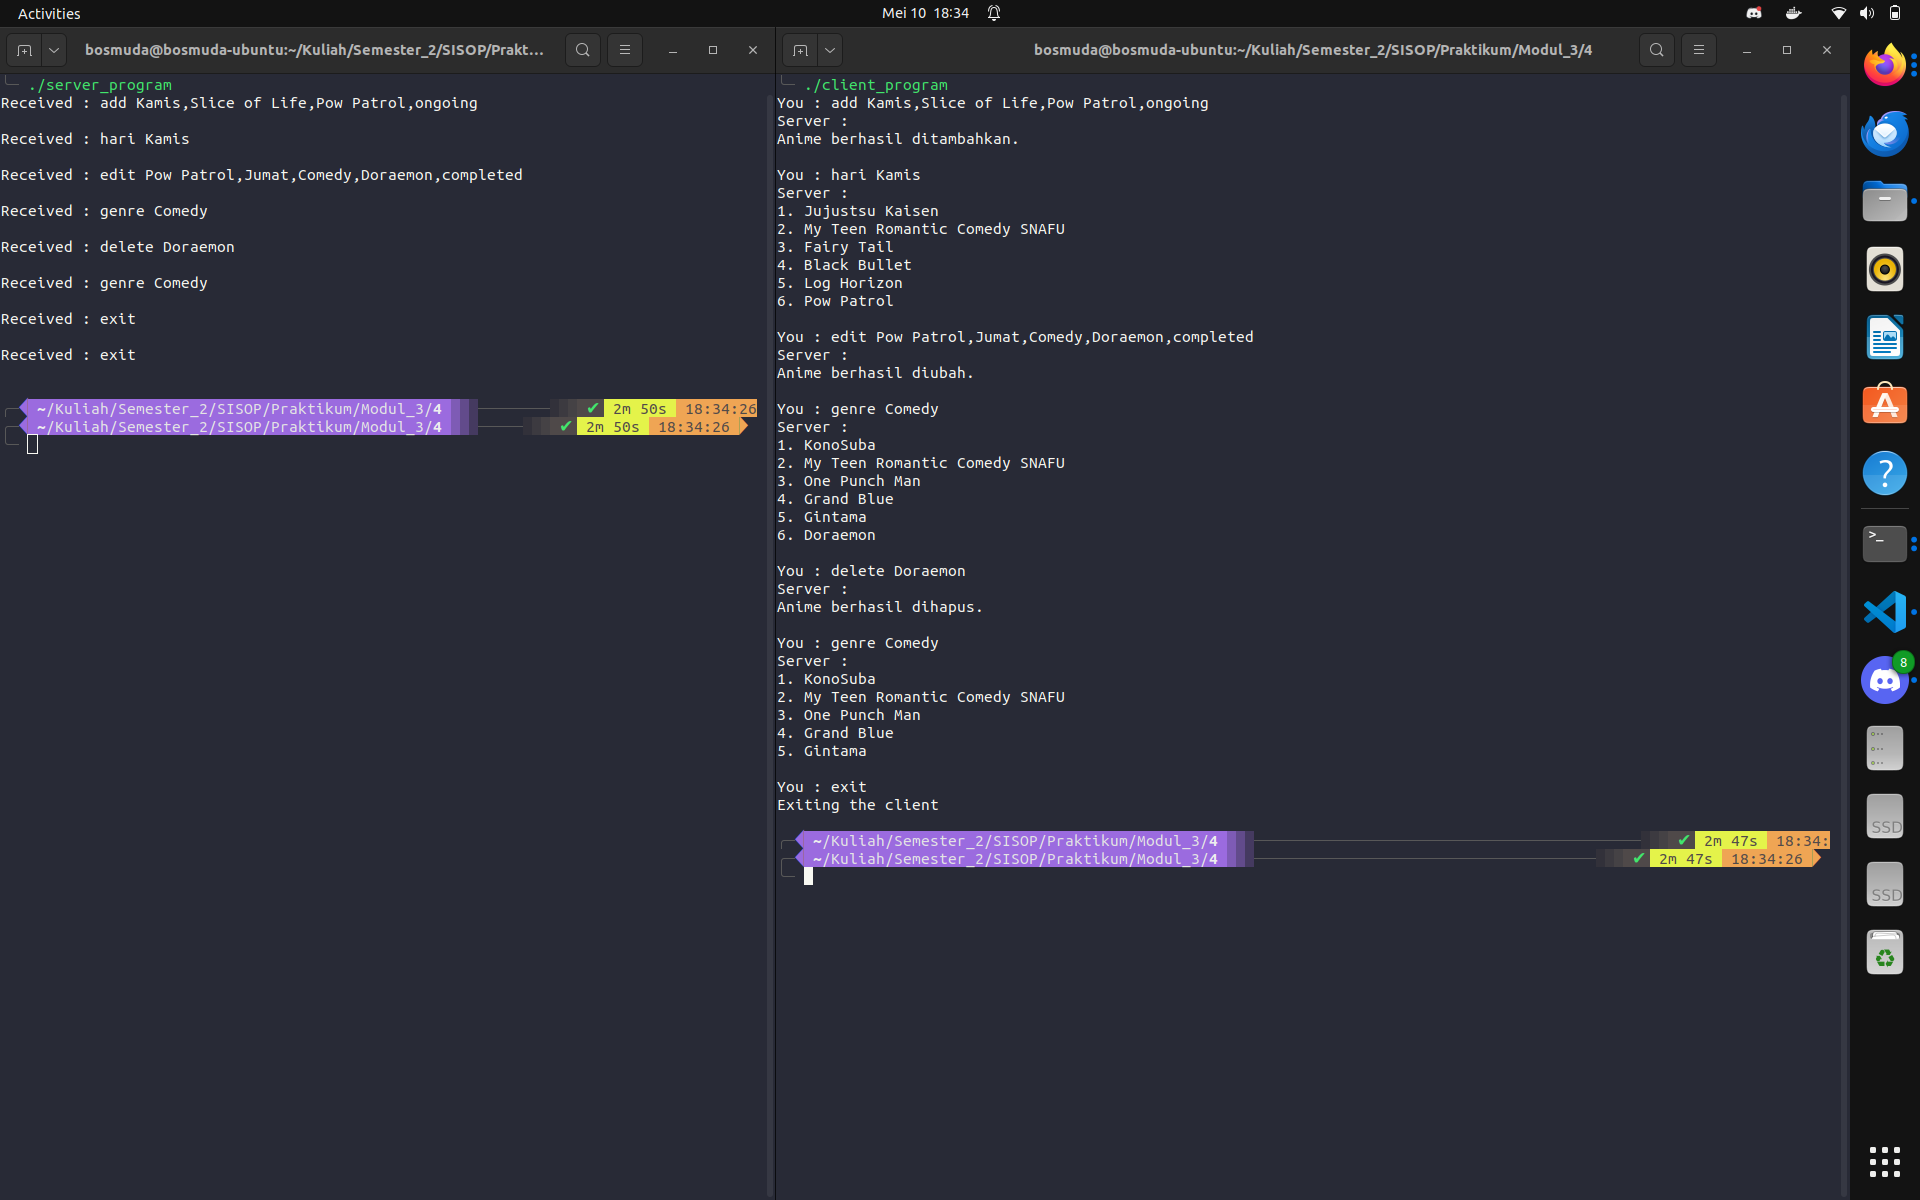 Activities
Mei 10 18:34
bosmuda@bosmuda-ubuntu:~/Kuliah/Semester_2/SISOP/Prakt...
./server_program
Received : add Kamis,Slice of Life,Pow Patrol,ongoing
Received : hari Kamis
Received : edit Pow Patrol,Jumat,Comedy,Doraemon,completed
Received : genre Comedy
Received : delete Doraemon
Received : genre Comedy
Received : exit
Received : exit
~/Kuliah/Semester_2/SISOP/Praktikum/Modul_3/4 ✔ 2m 50s 18:34:26
~/Kuliah/Semester_2/SISOP/Praktikum/Modul_3/4 ✔ 2m 50s 18:34:26
bosmuda@bosmuda-ubuntu:~/Kuliah/Semester_2/SISOP/Praktikum/Modul_3/4
./client_program
You : add Kamis,Slice of Life,Pow Patrol,ongoing
Server :
Anime berhasil ditambahkan.
You : hari Kamis
Server :
1. Jujustsu Kaisen
2. My Teen Romantic Comedy SNAFU
3. Fairy Tail
4. Black Bullet
5. Log Horizon
6. Pow Patrol
You : edit Pow Patrol,Jumat,Comedy,Doraemon,completed
Server :
Anime berhasil diubah.
You : genre Comedy
Server :
1. KonoSuba
2. My Teen Romantic Comedy SNAFU
3. One Punch Man
4. Grand Blue
5. Gintama
6. Doraemon
You : delete Doraemon
Server :
Anime berhasil dihapus.
You : genre Comedy
Server :
1. KonoSuba
2. My Teen Romantic Comedy SNAFU
3. One Punch Man
4. Grand Blue
5. Gintama
You : exit
Exiting the client
~/Kuliah/Semester_2/SISOP/Praktikum/Modul_3/4 ✔ 2m 47s 18:34:
~/Kuliah/Semester_2/SISOP/Praktikum/Modul_3/4 ✔ 2m 47s 18:34:26
>_
8
SSD
SSD